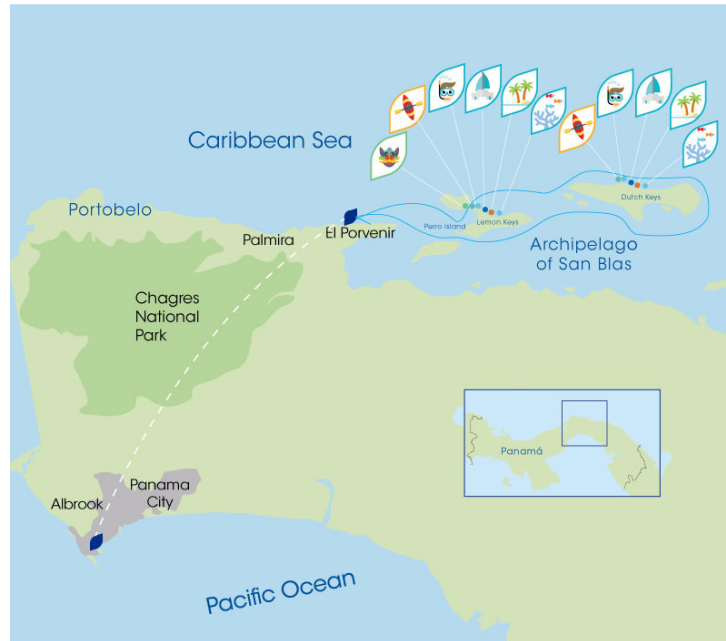 Caribbean Sea
Portobelo
Palmira
El Porvenir
Perro Island
Lemon Keys
Dutch Keys
Archipelago
of San Blas
Chagres
National
Park
Panamá
Albrook
Panama
City
Pacific Ocean